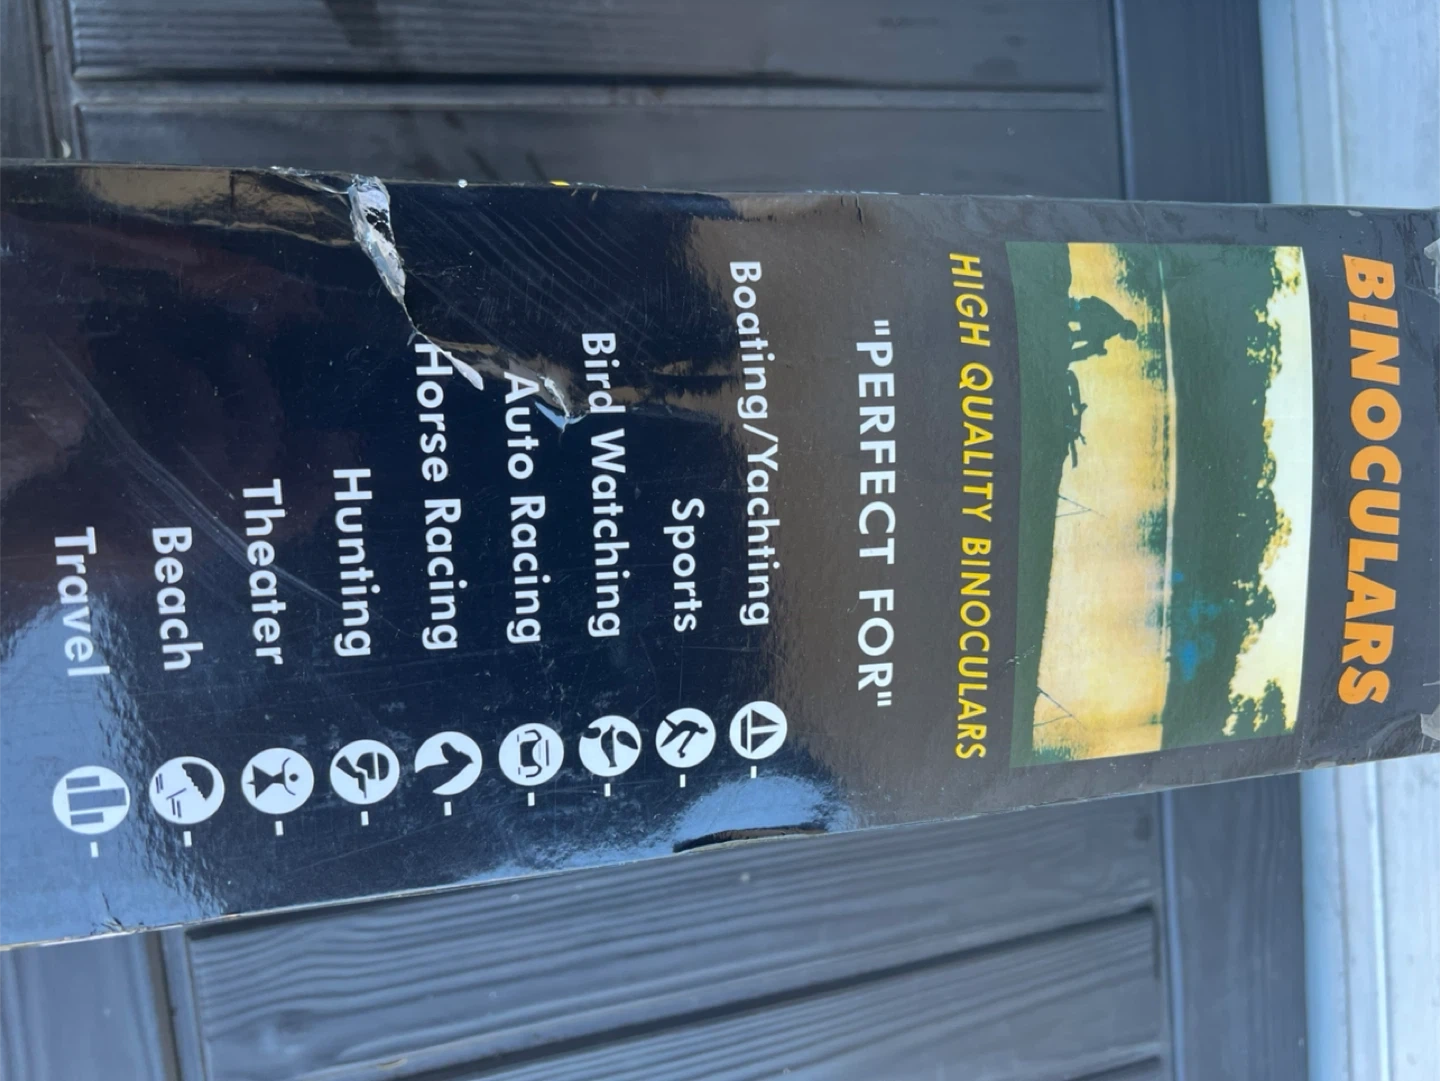 BINOCULARS
HIGH QUALITY BINOCULARS
"PERFECT FOR"
Boating/Yachting
Sports
Bird Watching
Auto Racing
Horse Racing
Hunting
Theater
Beach
Travel